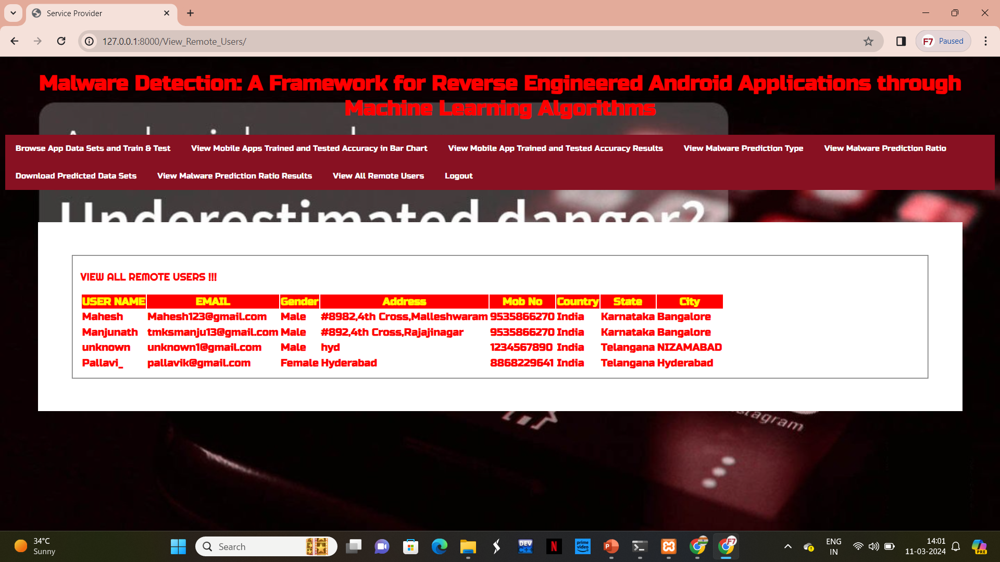 Service Provider
127.0.0.1:8000/View_Remote_Users/
F7 Paused
Malware Detection: A Framework for Reverse Engineered Android Applications through
Machine Learning Algorithms
Browse App Data Sets and Train & Test View Mobile Apps Trained and Tested Accuracy in Bar Chart View Mobile App Trained and Tested Accuracy Results View Malware Prediction Type View Malware Prediction Ratio
Download Predicted Data Sets View Malware Prediction Ratio Results View All Remote Users Logout
Underestimated danger?
VIEW ALL REMOTE USERS !!!
USER NAME EMAIL Gender Address Mob No Country State City
Mahesh Mahesh123@gmail.com Male #8982,4th Cross,Malleshwaram 9535866270 India Karnataka Bangalore
Manjunath tmksmanju13@gmail.com Male #892,4th Cross,Rajajinagar 9535866270 India Karnataka Bangalore
unknown unknown1@gmail.com Male hyd 1234567890 India Telangana NIZAMABAD
Pallavi_ pallavik@gmail.com Female Hyderabad 8868229641 India Telangana Hyderabad
stagram
34°C
Sunny
Search
DEV
C++
N
prime
video
P
F7
ENG
IN
14:01
11-03-2024
PRE